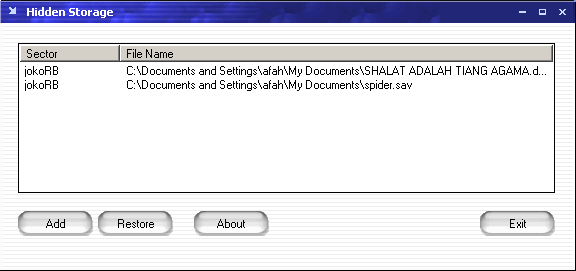 Hidden Storage
Sector File Name
jokoRB C:\Documents and Settings\afah\My Documents\SHALAT ADALAH TIANG AGAMA.d...
jokoRB C:\Documents and Settings\afah\My Documents\spider.sav
Add Restore About Exit